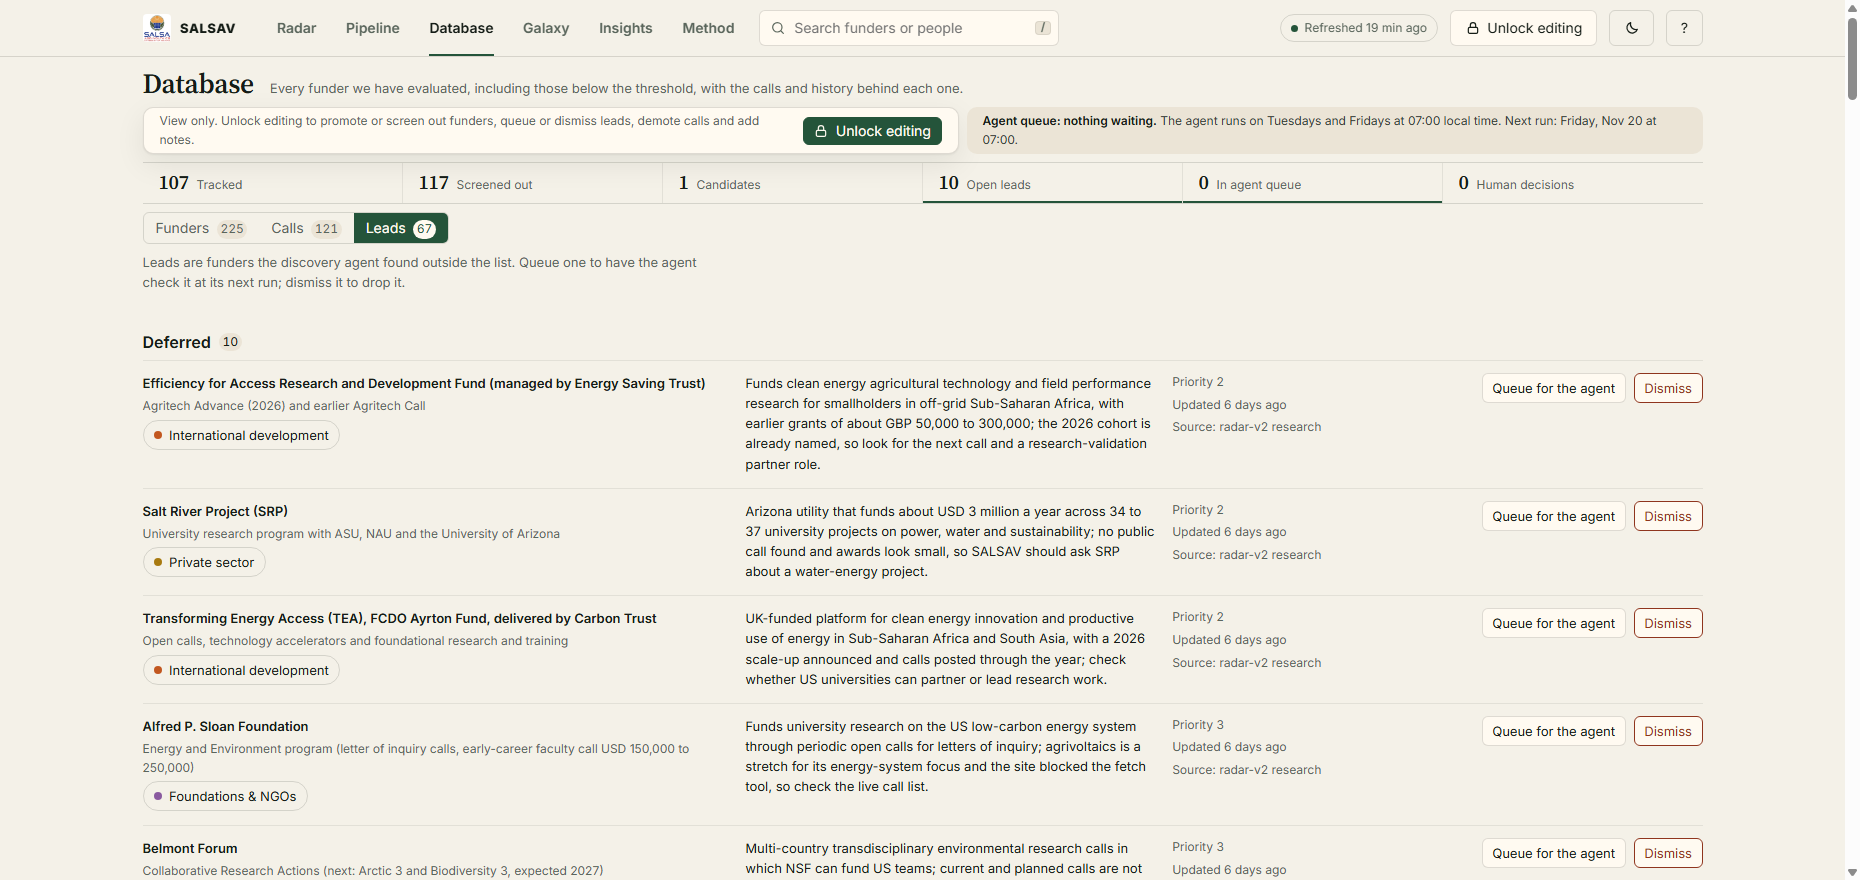 SALSA
SALSAV
Radar
Pipeline
Database
Galaxy
Insights
Method
Search funders or people
/
Refreshed 19 min ago
Unlock editing
?
Database
Every funder we have evaluated, including those below the threshold, with the calls and history behind each one.
View only. Unlock editing to promote or screen out funders, queue or dismiss leads, demote calls and add
notes.
Unlock editing
Agent queue: nothing waiting. The agent runs on Tuesdays and Fridays at 07:00 local time. Next run: Friday, Nov 20 at
07:00.
107 Tracked
117 Screened out
1 Candidates
10 Open leads
0 In agent queue
0 Human decisions
Funders 225
Calls 121
Leads 67
Leads are funders the discovery agent found outside the list. Queue one to have the agent
check it at its next run; dismiss it to drop it.
Deferred 10
Efficiency for Access Research and Development Fund (managed by Energy Saving Trust)
Agritech Advance (2026) and earlier Agritech Call
International development
Funds clean energy agricultural technology and field performance
research for smallholders in off-grid Sub-Saharan Africa, with
earlier grants of about GBP 50,000 to 300,000; the 2026 cohort is
already named, so look for the next call and a research-validation
partner role.
Priority 2
Updated 6 days ago
Source: radar-v2 research
Queue for the agent
Dismiss
Salt River Project (SRP)
University research program with ASU, NAU and the University of Arizona
Private sector
Arizona utility that funds about USD 3 million a year across 34 to
37 university projects on power, water and sustainability; no public
call found and awards look small, so SALSAV should ask SRP
about a water-energy project.
Priority 2
Updated 6 days ago
Source: radar-v2 research
Queue for the agent
Dismiss
Transforming Energy Access (TEA), FCDO Ayrton Fund, delivered by Carbon Trust
Open calls, technology accelerators and foundational research and training
International development
UK-funded platform for clean energy innovation and productive
use of energy in Sub-Saharan Africa and South Asia, with a 2026
scale-up announced and calls posted through the year; check
whether US universities can partner or lead research work.
Priority 2
Updated 6 days ago
Source: radar-v2 research
Queue for the agent
Dismiss
Alfred P. Sloan Foundation
Energy and Environment program (letter of inquiry calls, early-career faculty call USD 150,000 to
250,000)
Foundations & NGOs
Funds university research on the US low-carbon energy system
through periodic open calls for letters of inquiry; agrivoltaics is a
stretch for its energy-system focus and the site blocked the fetch
tool, so check the live call list.
Priority 3
Updated 6 days ago
Source: radar-v2 research
Queue for the agent
Dismiss
Belmont Forum
Collaborative Research Actions (next: Arctic 3 and Biodiversity 3, expected 2027)
Multi-country transdisciplinary environmental research calls in
which NSF can fund US teams; current and planned calls are not
Priority 3
Updated 6 days ago
Queue for the agent
Dismiss